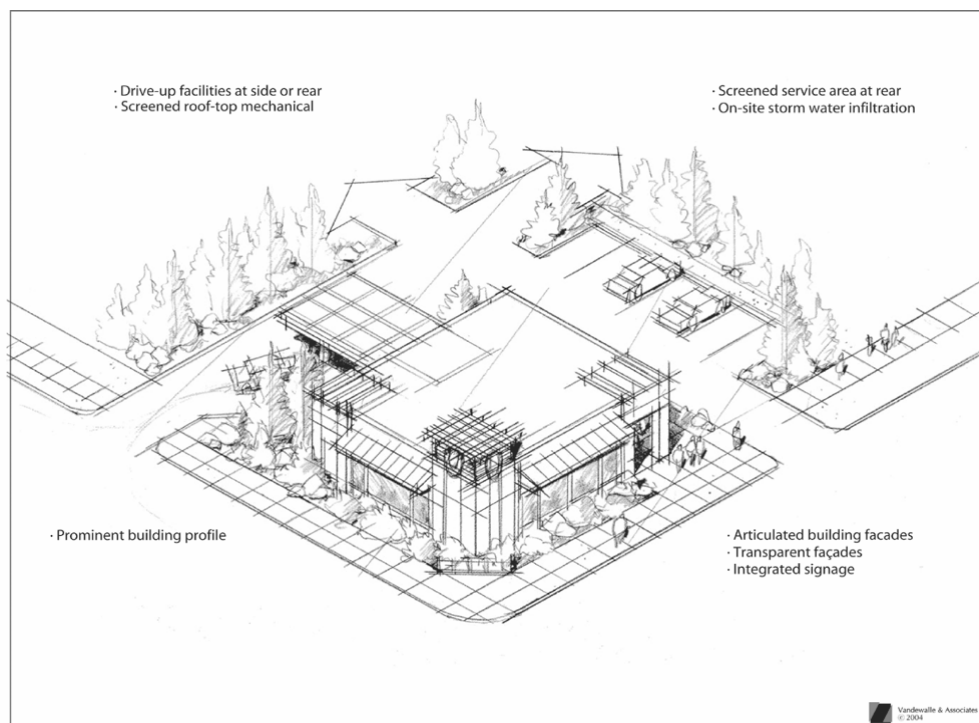 · Drive-up facilities at side or rear
· Screened roof-top mechanical
· Screened service area at rear
· On-site storm water infiltration
· Prominent building profile
· Articulated building facades
· Transparent façades
· Integrated signage
Vandewalle & Associates
© 2004